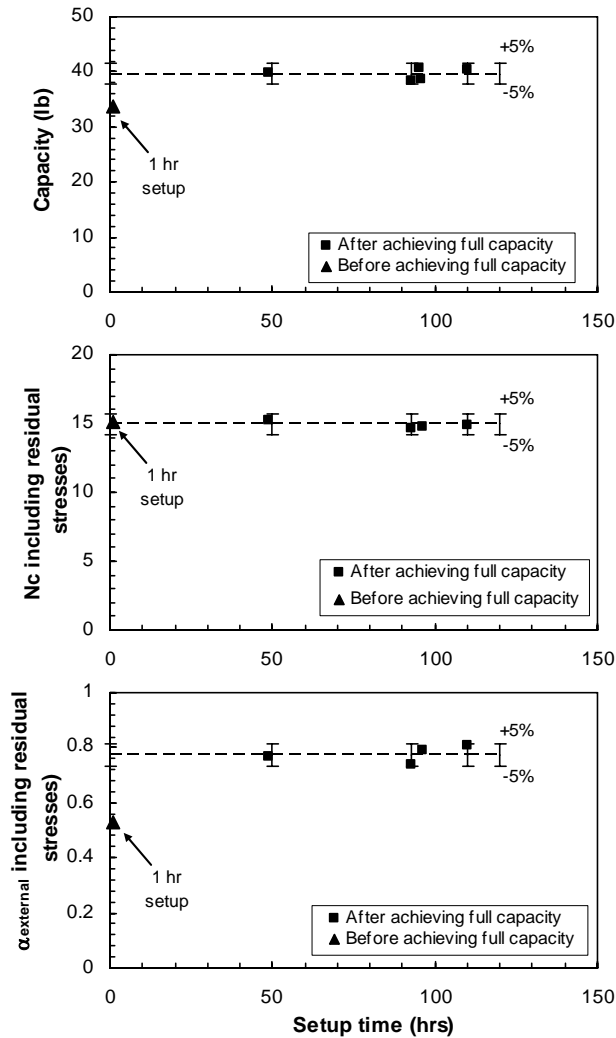 50
40
30
20
10
0
Capacity (lb)
+5%
-5%
1 hr
setup
After achieving full capacity
Before achieving full capacity
0
50
100
150
20
15
10
5
0
Nc including residual
stresses)
+5%
-5%
1 hr
setup
After achieving full capacity
Before achieving full capacity
0
50
100
150
1
0.8
0.6
0.4
0.2
0
αexternal including residual
stresses)
+5%
-5%
1 hr
setup
After achieving full capacity
Before achieving full capacity
0
50
100
150
Setup time (hrs)